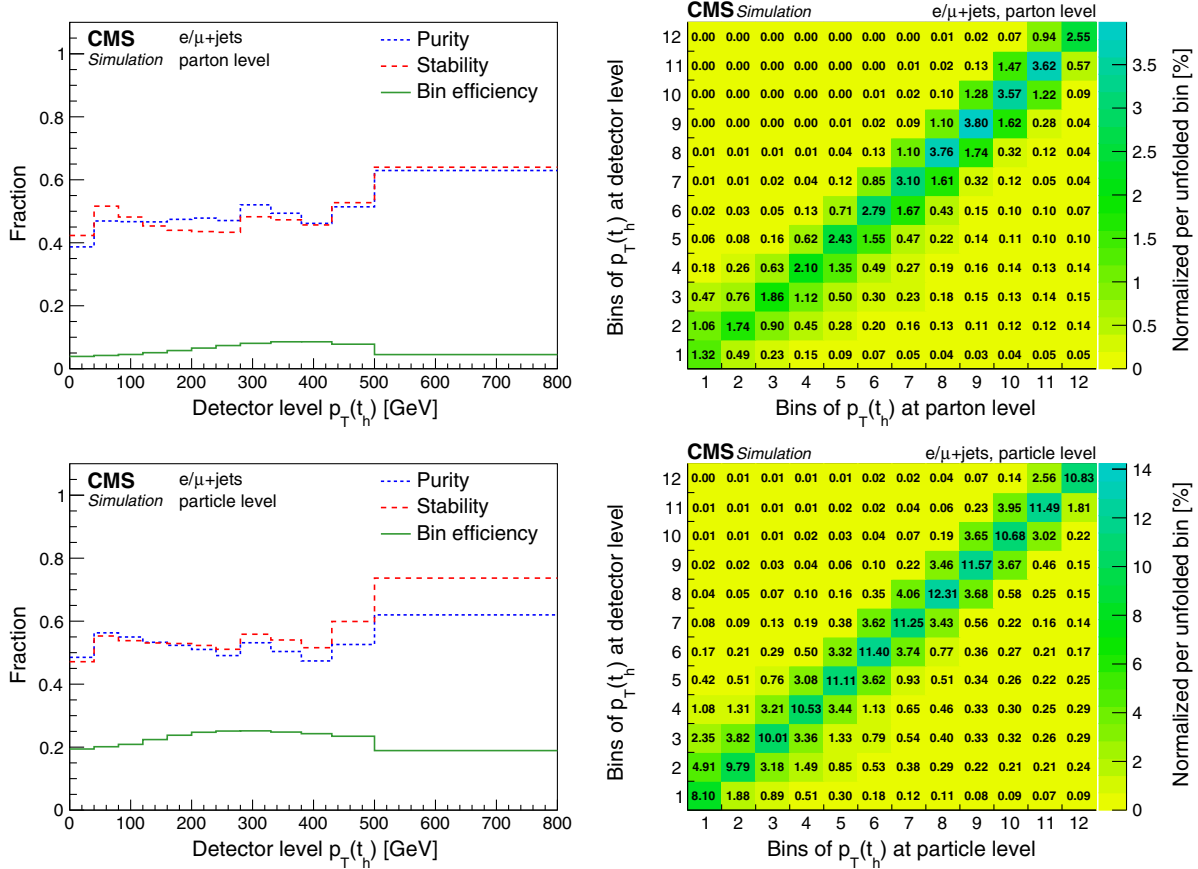 CMS
Simulation
e/μ+jets
parton level
Purity
Stability
Bin efficiency
Fraction
1
0.8
0.6
0.4
0.2
0
0 100 200 300 400 500 600 700 800
Detector level p_T(t_h) [GeV]
CMS Simulation e/μ+jets, parton level
Bins of p_T(t_h) at detector level
12 0.00 0.00 0.00 0.00 0.00 0.00 0.00 0.01 0.02 0.07 0.94 2.55
11 0.00 0.00 0.00 0.00 0.00 0.00 0.01 0.02 0.13 1.47 3.62 0.57
10 0.00 0.00 0.00 0.00 0.00 0.01 0.02 0.10 1.28 3.57 1.22 0.09
9 0.00 0.00 0.00 0.00 0.01 0.02 0.09 1.10 3.80 1.62 0.28 0.04
8 0.01 0.01 0.01 0.01 0.04 0.13 1.10 3.76 1.74 0.32 0.12 0.04
7 0.01 0.01 0.02 0.04 0.12 0.85 3.10 1.61 0.32 0.12 0.05 0.04
6 0.02 0.03 0.05 0.13 0.71 2.79 1.67 0.43 0.15 0.10 0.10 0.07
5 0.06 0.08 0.16 0.62 2.43 1.55 0.47 0.22 0.14 0.11 0.10 0.10
4 0.18 0.26 0.63 2.10 1.35 0.49 0.27 0.19 0.16 0.14 0.13 0.14
3 0.47 0.76 1.86 1.12 0.50 0.30 0.23 0.18 0.15 0.13 0.14 0.15
2 1.06 1.74 0.90 0.45 0.28 0.20 0.16 0.13 0.11 0.12 0.12 0.14
1 1.32 0.49 0.23 0.15 0.09 0.07 0.05 0.04 0.03 0.04 0.05 0.05
1 2 3 4 5 6 7 8 9 10 11 12
Bins of p_T(t_h) at parton level
3.5
3
2.5
2
1.5
1
0.5
0
Normalized per unfolded bin [%]
CMS
Simulation
e/μ+jets
particle level
Purity
Stability
Bin efficiency
Fraction
1
0.8
0.6
0.4
0.2
0
0 100 200 300 400 500 600 700 800
Detector level p_T(t_h) [GeV]
CMS Simulation e/μ+jets, particle level
Bins of p_T(t_h) at detector level
12 0.00 0.01 0.01 0.01 0.01 0.02 0.02 0.04 0.07 0.14 2.56 10.83
11 0.01 0.01 0.01 0.01 0.02 0.02 0.04 0.06 0.23 3.95 11.49 1.81
10 0.01 0.01 0.01 0.02 0.03 0.04 0.07 0.19 3.65 10.68 3.02 0.22
9 0.02 0.02 0.03 0.04 0.06 0.10 0.22 3.46 11.57 3.67 0.46 0.15
8 0.04 0.05 0.07 0.10 0.16 0.35 4.06 12.31 3.68 0.58 0.25 0.15
7 0.08 0.09 0.13 0.19 0.38 3.62 11.25 3.43 0.56 0.22 0.16 0.14
6 0.17 0.21 0.29 0.50 3.32 11.40 3.74 0.77 0.36 0.27 0.21 0.17
5 0.42 0.51 0.76 3.08 11.11 3.62 0.93 0.51 0.34 0.26 0.22 0.25
4 1.08 1.31 3.21 10.53 3.44 1.13 0.65 0.46 0.33 0.30 0.25 0.29
3 2.35 3.82 10.01 3.36 1.33 0.79 0.54 0.40 0.33 0.32 0.26 0.29
2 4.91 9.79 3.18 1.49 0.85 0.53 0.38 0.29 0.22 0.21 0.21 0.24
1 8.10 1.88 0.89 0.51 0.30 0.18 0.12 0.11 0.08 0.09 0.07 0.09
1 2 3 4 5 6 7 8 9 10 11 12
Bins of p_T(t_h) at particle level
14
12
10
8
6
4
2
0
Normalized per unfolded bin [%]